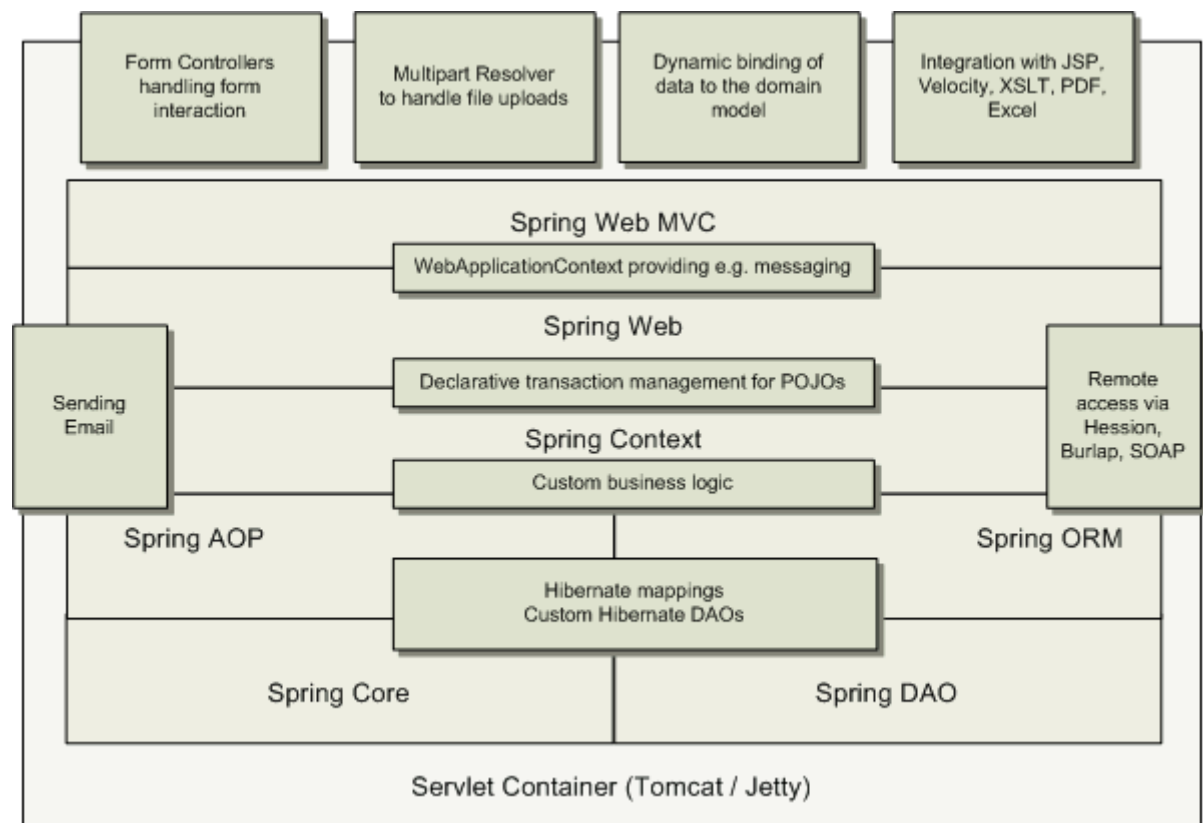 Form Controllers
handling form
interaction
Multipart Resolver
to handle file uploads
Dynamic binding of
data to the domain
model
Integration with JSP,
Velocity, XSLT, PDF,
Excel
Spring Web MVC
WebApplicationContext providing e.g. messaging
Spring Web
Declarative transaction management for POJOs
Sending
Email
Remote
access via
Hession,
Burlap, SOAP
Spring Context
Custom business logic
Spring AOP
Spring ORM
Hibernate mappings
Custom Hibernate DAOs
Spring Core
Spring DAO
Servlet Container (Tomcat / Jetty)